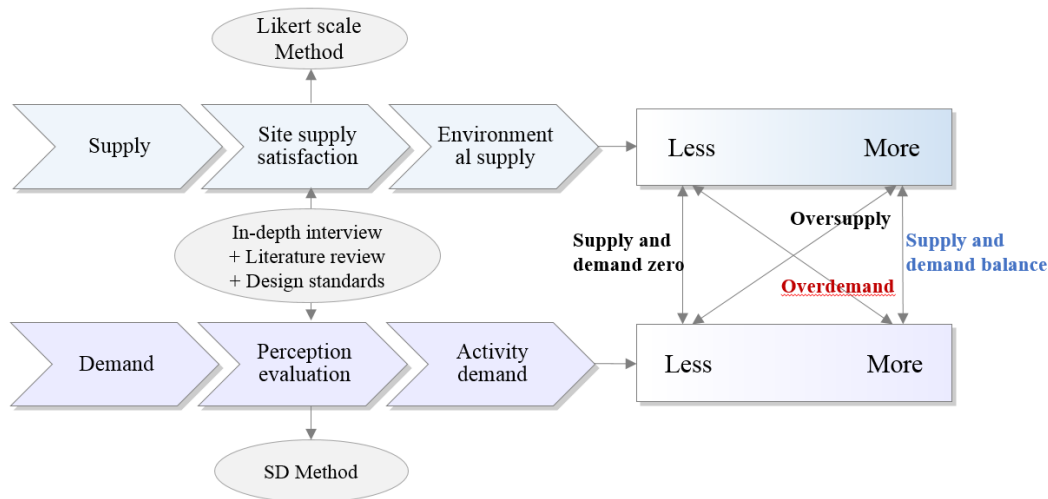 Likert scale
Method
Supply
Site supply
satisfaction
Environment
al supply
Less
More
In-depth interview
+ Literature review
+ Design standards
Supply and
demand zero
Oversupply
Overdemand
Supply and
demand balance
Demand
Perception
evaluation
Activity
demand
Less
More
SD Method